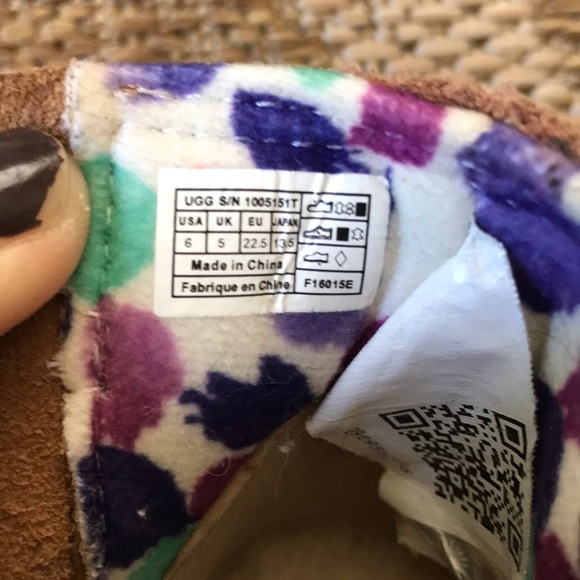 UGG S/N 1005151T
USA UK EU JAPAN
6 5 22.5 13.5
Made in China
Fabrique en Chine
F16015E